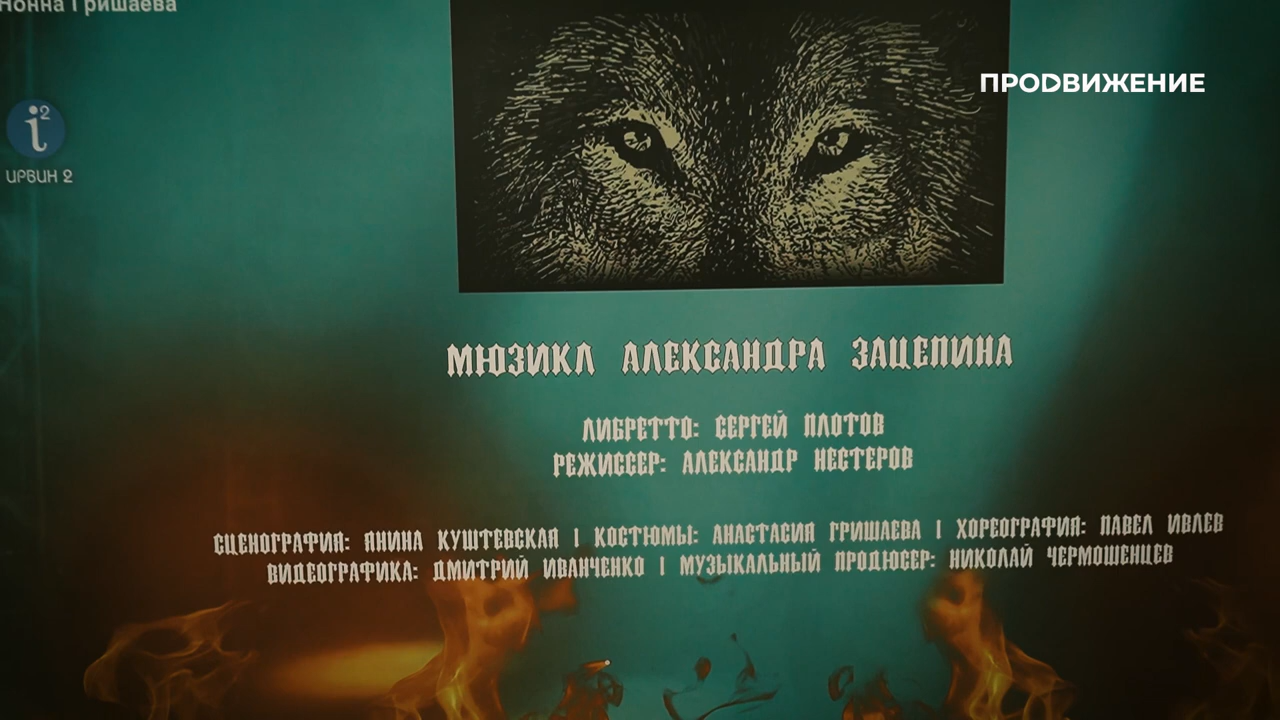 Нонна Гришаева
ПРОДВИЖЕНИЕ
i2
ИРВИН 2
МЮЗИКЛ АЛЕКСАНДРА ЗАЦЕПИНА
ЛИБРЕТТО: СЕРГЕЙ ПЛОТОВ
РЕЖИССЕР: АЛЕКСАНДР НЕСТЕРОВ
СЦЕНОГРАФИЯ: ЯНИНА КУШТЕВСКАЯ | КОСТЮМЫ: АНАСТАСИЯ ГРИШАЕВА | ХОРЕОГРАФИЯ: ПАВЕЛ ИВЛЕВ
ВИДЕОГРАФИКА: ДМИТРИЙ ИВАНЧЕНКО | МУЗЫКАЛЬНЫЙ ПРОДЮСЕР: НИКОЛАЙ ЧЕРМОШЕНЦЕВ